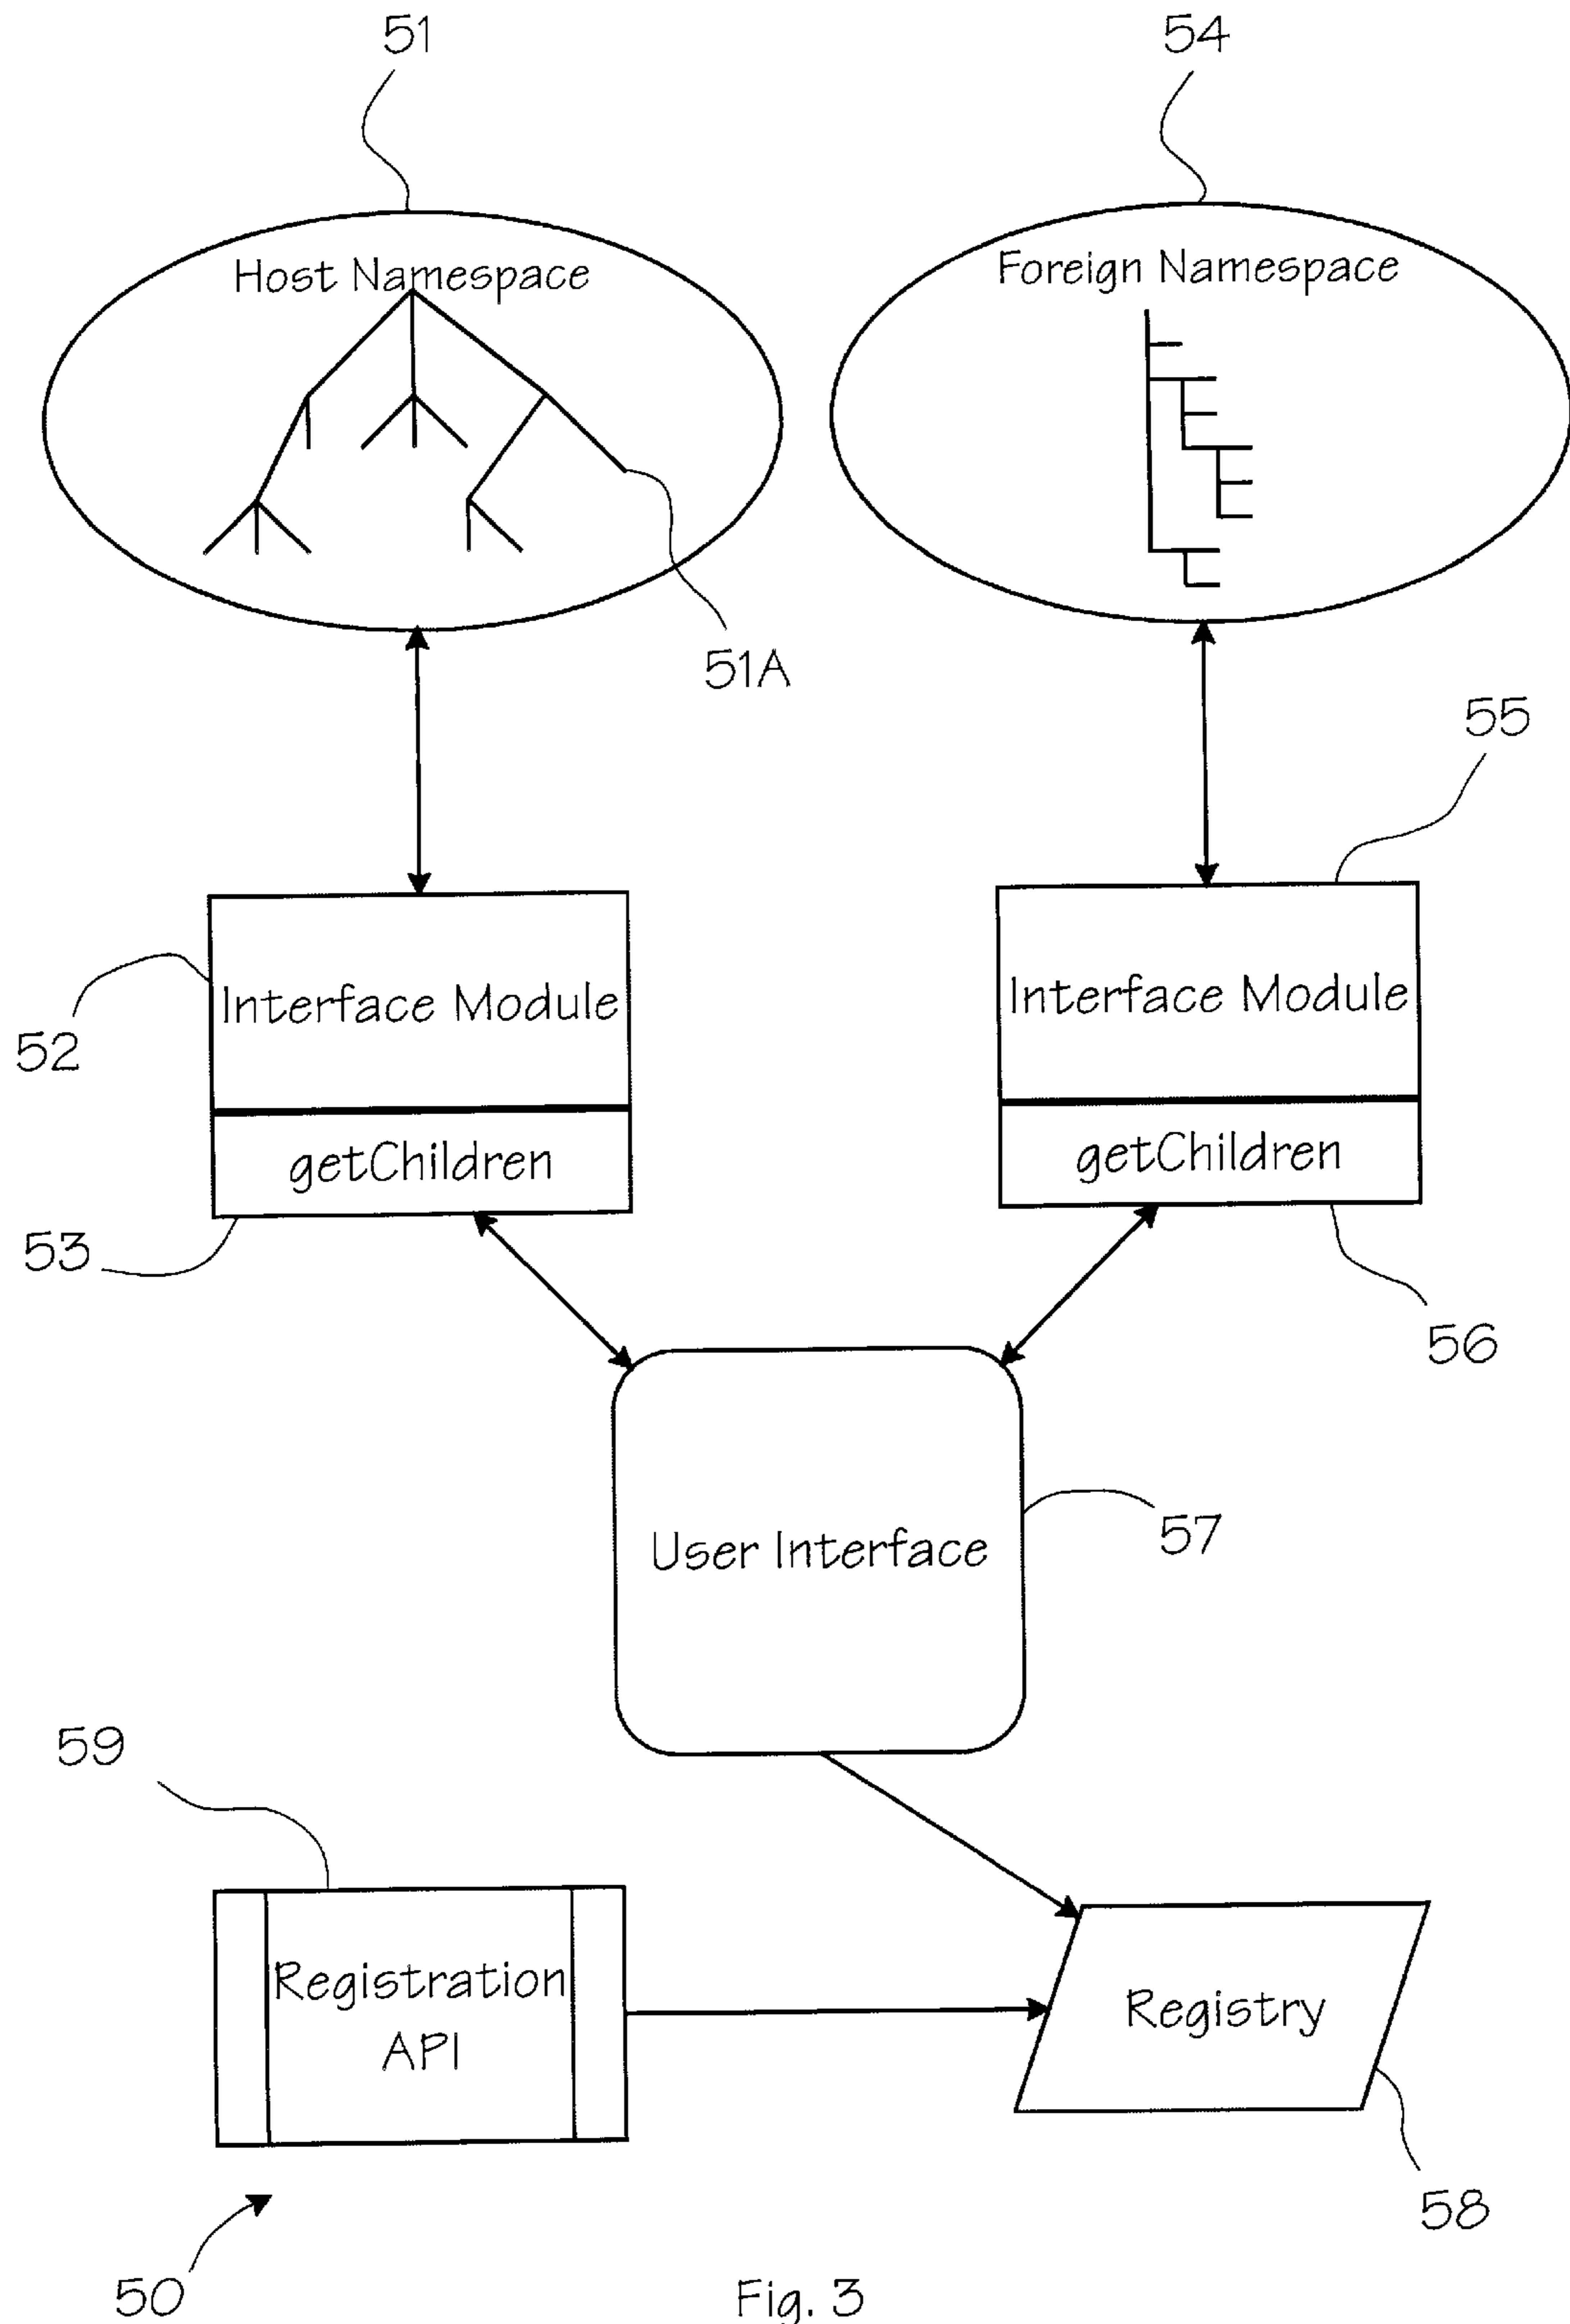 51
54
Host Namespace
Foreign Namespace
51A
55
Interface Module
Interface Module
52
getChildren
getChildren
53
56
User Interface
57
59
Registration
API
Registry
58
50
Fig. 3